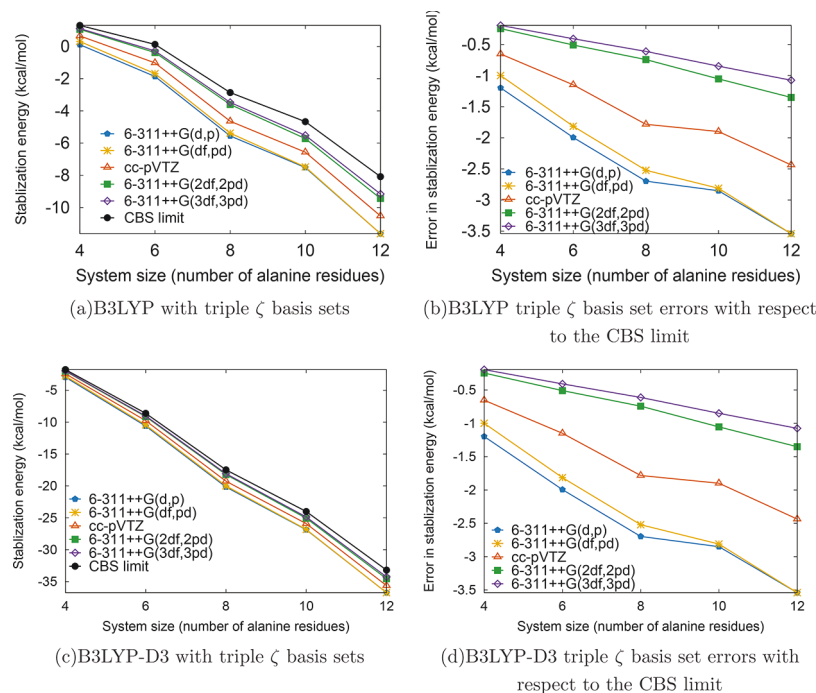 Stablization energy (kcal/mol)
0
-2
-4
-6
-8
-10
6-311++G(d,p)
6-311++G(df,pd)
cc-pVTZ
6-311++G(2df,2pd)
6-311++G(3df,3pd)
CBS limit
4 6 8 10 12
System size (number of alanine residues)
(a)B3LYP with triple ζ basis sets
Error in stablization energy (kcal/mol)
-0.5
-1
-1.5
-2
-2.5
-3
-3.5
6-311++G(d,p)
6-311++G(df,pd)
cc-pVTZ
6-311++G(2df,2pd)
6-311++G(3df,3pd)
4 6 8 10 12
System size (number of alanine residues)
(b)B3LYP triple ζ basis set errors with respect
to the CBS limit
Stablization energy (kcal/mol)
-5
-10
-15
-20
-25
-30
-35
6-311++G(d,p)
6-311++G(df,pd)
cc-pVTZ
6-311++G(2df,2pd)
6-311++G(3df,3pd)
CBS limit
4 6 8 10 12
System size (number of alanine residues)
(c)B3LYP-D3 with triple ζ basis sets
Error in stablization energy (kcal/mol)
-0.5
-1
-1.5
-2
-2.5
-3
-3.5
6-311++G(d,p)
6-311++G(df,pd)
cc-pVTZ
6-311++G(2df,2pd)
6-311++G(3df,3pd)
4 6 8 10 12
System size (number of alanine residues)
(d)B3LYP-D3 triple ζ basis set errors with
respect to the CBS limit